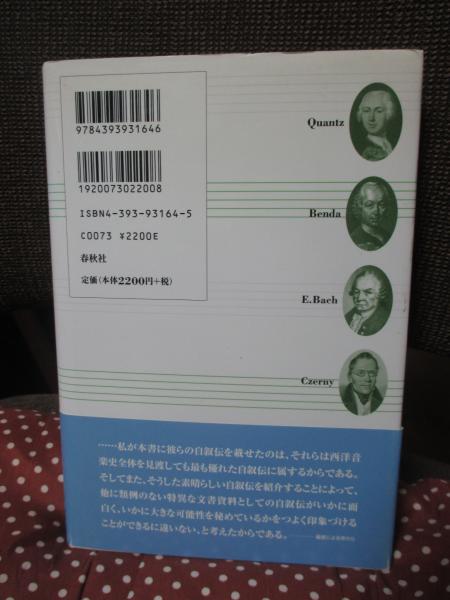 9784393931646
1920073022008
ISBN4-393-93164-5
C0073 ¥2200E
春秋社
定価(本体2200円+税)
Quantz
Benda
E.Bach
Czerny
……私が本書に彼らの自叙伝を載せたのは、それらは西洋音
楽史全体を見渡しても最も優れた自叙伝に属するからである。
そしてまた、そうした素晴らしい自叙伝を紹介することによって、
他に類例のない特異な文書資料としての自叙伝がいかに面
白く、いかに大きな可能性を秘めているかをつよく印象づける
ことができるに違いない、と考えたからである。